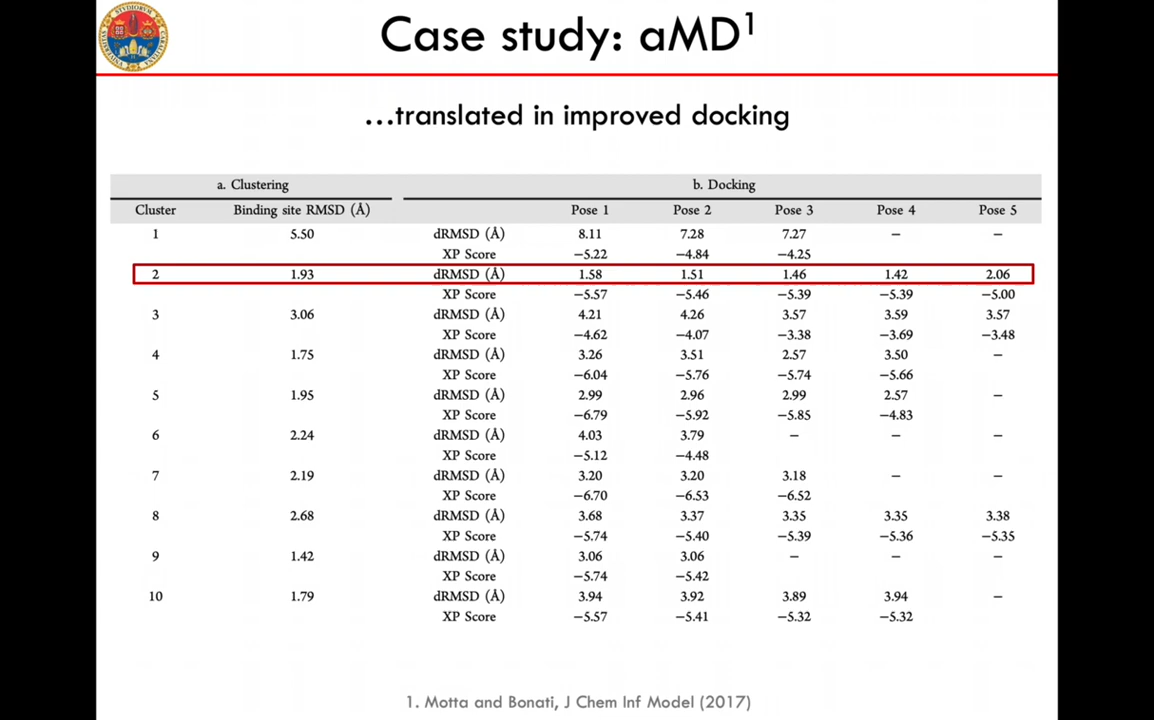 Case study: aMD¹
...translated in improved docking
a. Clustering b. Docking
Cluster Binding site RMSD (Å) Pose 1 Pose 2 Pose 3 Pose 4 Pose 5
1 5.50 dRMSD (Å) 8.11 7.28 7.27 – –
XP Score −5.22 −4.84 −4.25
2 1.93 dRMSD (Å) 1.58 1.51 1.46 1.42 2.06
XP Score −5.57 −5.46 −5.39 −5.39 −5.00
3 3.06 dRMSD (Å) 4.21 4.26 3.57 3.59 3.57
XP Score −4.62 −4.07 −3.38 −3.69 −3.48
4 1.75 dRMSD (Å) 3.26 3.51 2.57 3.50 –
XP Score −6.04 −5.76 −5.74 −5.66
5 1.95 dRMSD (Å) 2.99 2.96 2.99 2.57 –
XP Score −6.79 −5.92 −5.85 −4.83
6 2.24 dRMSD (Å) 4.03 3.79 – – –
XP Score −5.12 −4.48
7 2.19 dRMSD (Å) 3.20 3.20 3.18 – –
XP Score −6.70 −6.53 −6.52
8 2.68 dRMSD (Å) 3.68 3.37 3.35 3.35 3.38
XP Score −5.74 −5.40 −5.39 −5.36 −5.35
9 1.42 dRMSD (Å) 3.06 3.06 – – –
XP Score −5.74 −5.42
10 1.79 dRMSD (Å) 3.94 3.92 3.89 3.94 –
XP Score −5.57 −5.41 −5.32 −5.32
1. Motta and Bonati, J Chem Inf Model (2017)